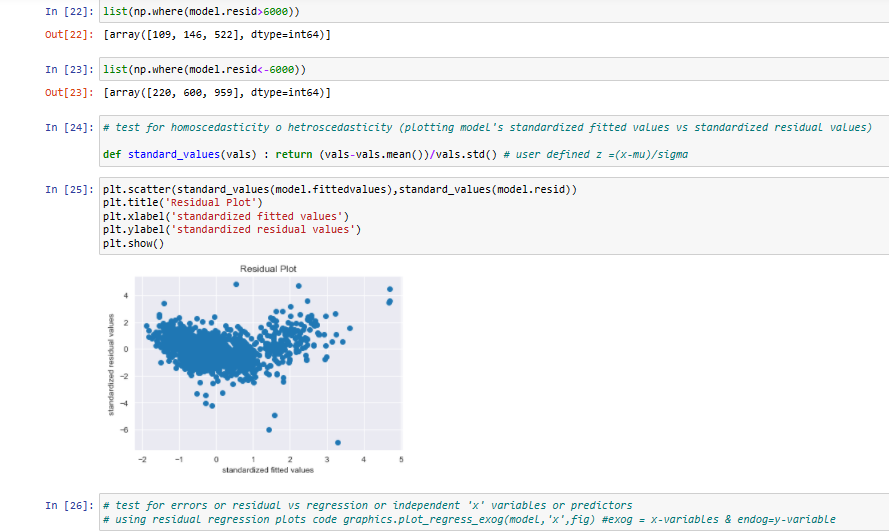 In [22]: list(np.where(model.resid>6000))
Out[22]: [array([109, 146, 522], dtype=int64)]
In [23]: list(np.where(model.resid<-6000))
Out[23]: [array([220, 600, 959], dtype=int64)]
In [24]: # test for homoscedasticity o hetroscedasticity (plotting model's standardized fitted values vs standardized residual values)
def standard_values(vals) : return (vals-vals.mean())/vals.std() # user defined z =(x-mu)/sigma
In [25]: plt.scatter(standard_values(model.fittedvalues),standard_values(model.resid))
plt.title('Residual Plot')
plt.xlabel('standardized fitted values')
plt.ylabel('standardized residual values')
plt.show()
Residual Plot
standardized residual values
4
2
0
-2
-4
-6
-2 -1 0 1 2 3 4 5
standardized fitted values
In [26]: # test for errors or residual vs regression or independent 'x' variables or predictors
# using residual regression plots code graphics.plot_regress_exog(model,'x',fig) #exog = x-variables & endog=y-variable